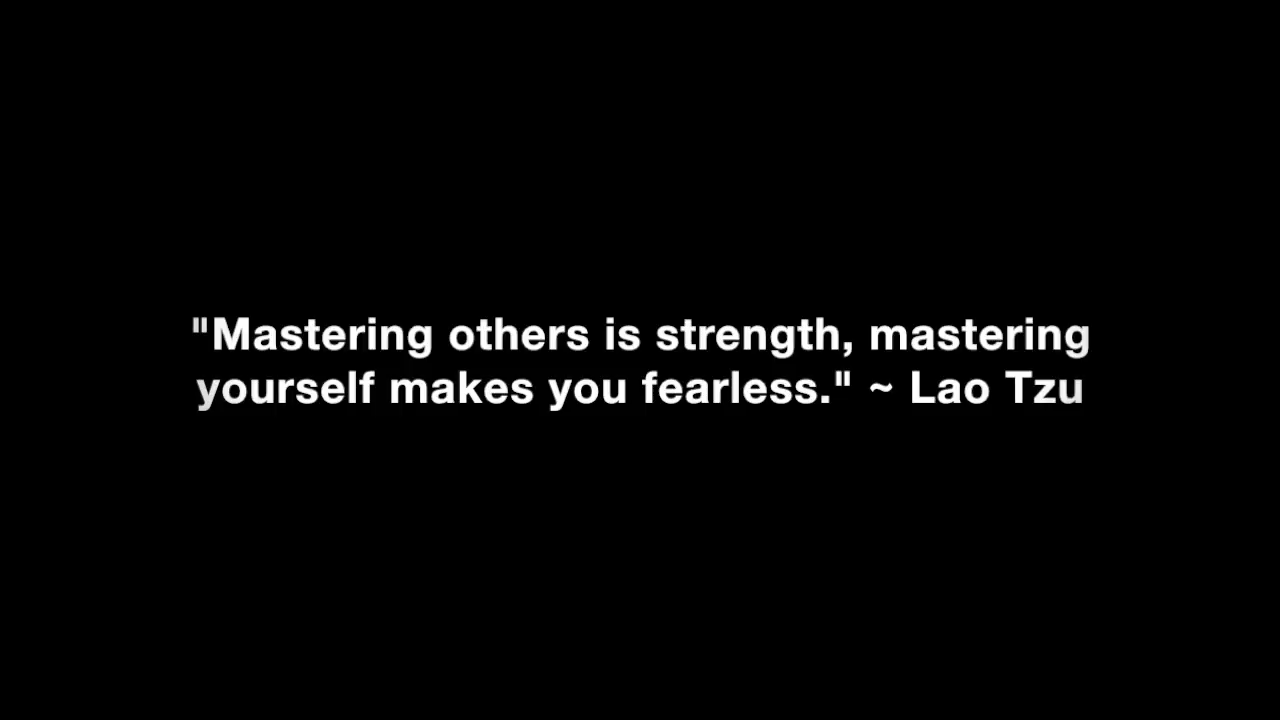 "Mastering others is strength, mastering
yourself makes you fearless." ~ Lao Tzu